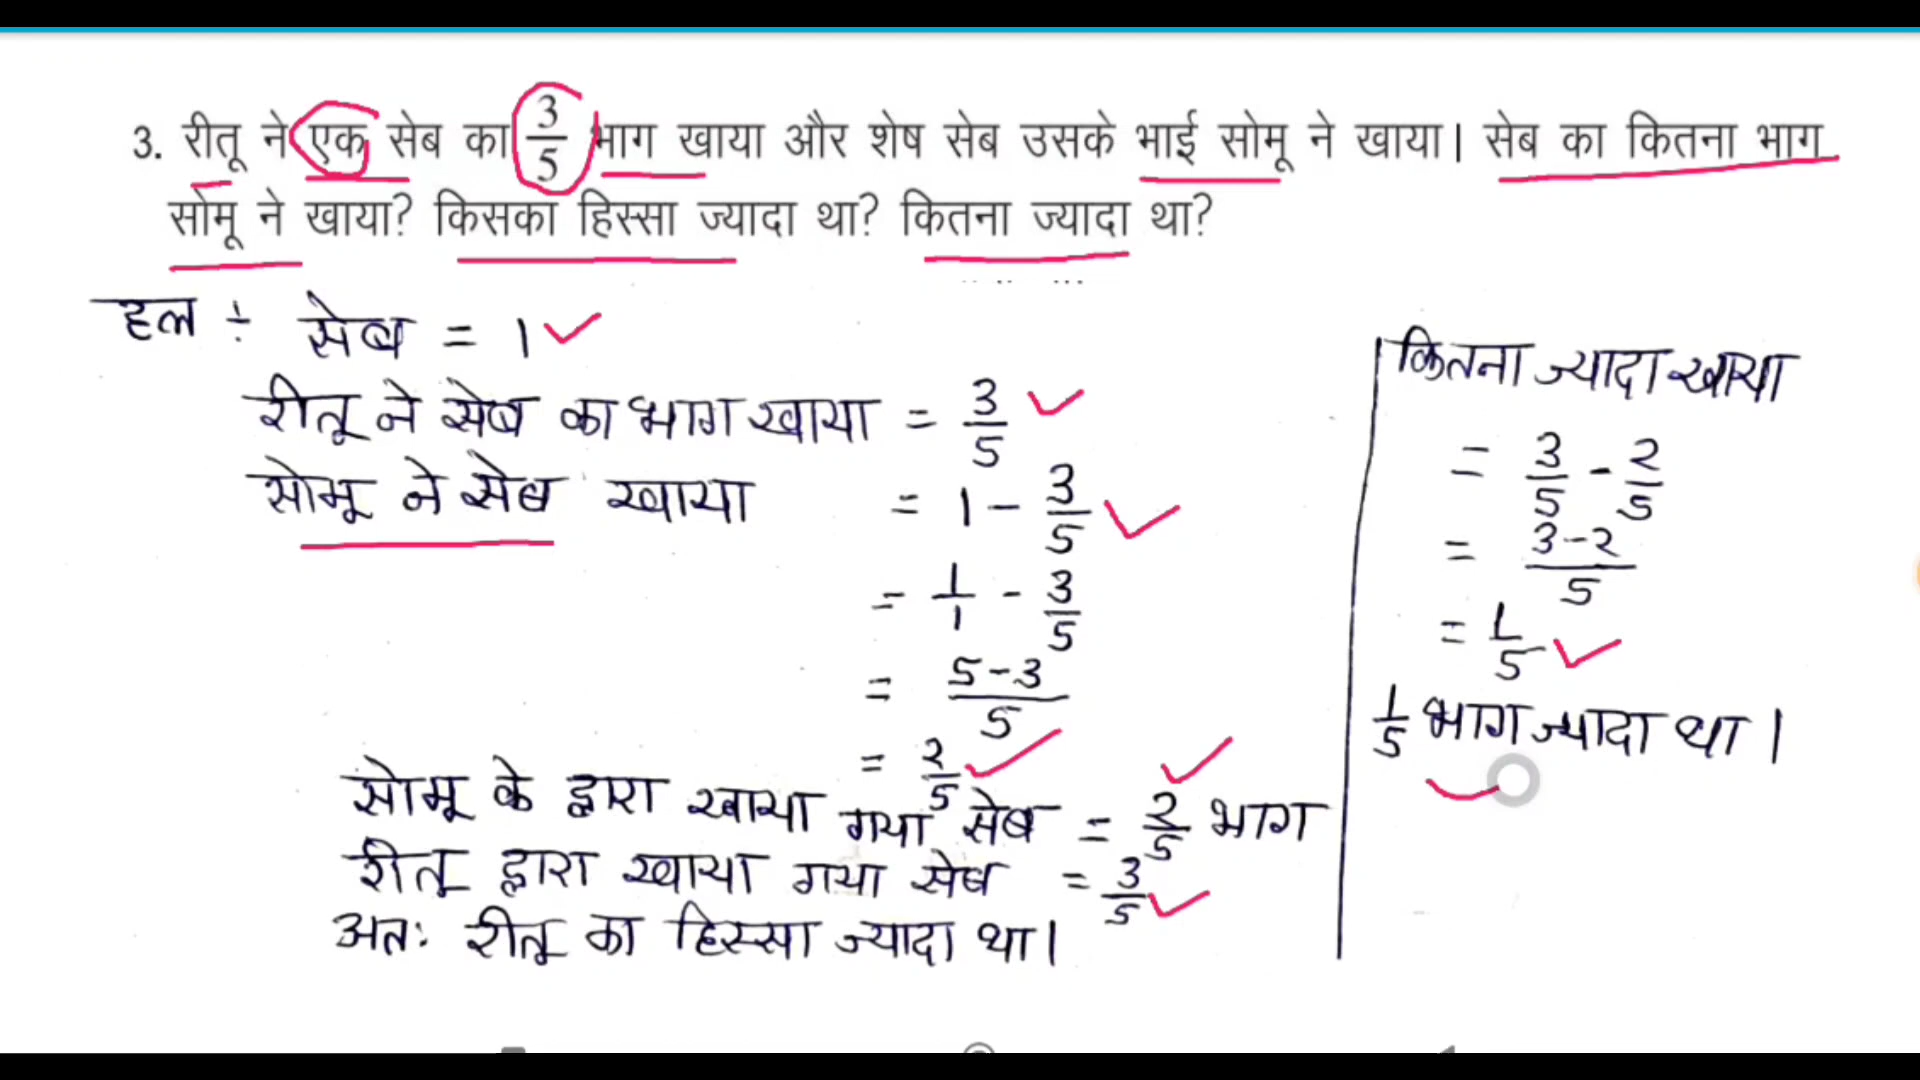 3. रीतू ने एक सेब का 3/5 भाग खाया और शेष सेब उसके भाई सोमू ने खाया। सेब का कितना भाग
सोमू ने खाया? किसका हिस्सा ज्यादा था? कितना ज्यादा था?
हल ÷ सेब = 1
रीतू ने सेब का भाग खाया = 3/5
सोमू ने सेब खाया = 1 - 3/5
= 1/1 - 3/5
= 5-3/5
= 2/5
सोमू के द्वारा खाया गया सेब = 2/5 भाग
रीतू द्वारा खाया गया सेब = 3/5
अतः रीतू का हिस्सा ज्यादा था।
कितना ज्यादा खाया
= 3/5 - 2/5
= 3-2/5
= 1/5
1/5 भाग ज्यादा था।